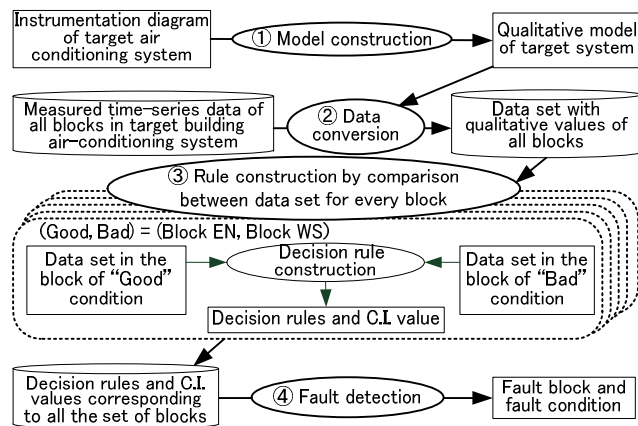 Instrumentation diagram
of target air
conditioning system
① Model construction
Qualitative model
of target system
Measured time-series data of
all blocks in target building
air-conditioning system
② Data
conversion
Data set with
qualitative values of
all blocks
③ Rule construction by comparison
between data set for every block
(Good, Bad) = (Block EN, Block WS)
Data set in the
block of "Good"
condition
Decision rule
construction
Data set in the
block of "Bad"
condition
Decision rules and C.I. value
Decision rules and C.I.
values corresponding
to all the set of blocks
④ Fault detection
Fault block and
fault condition